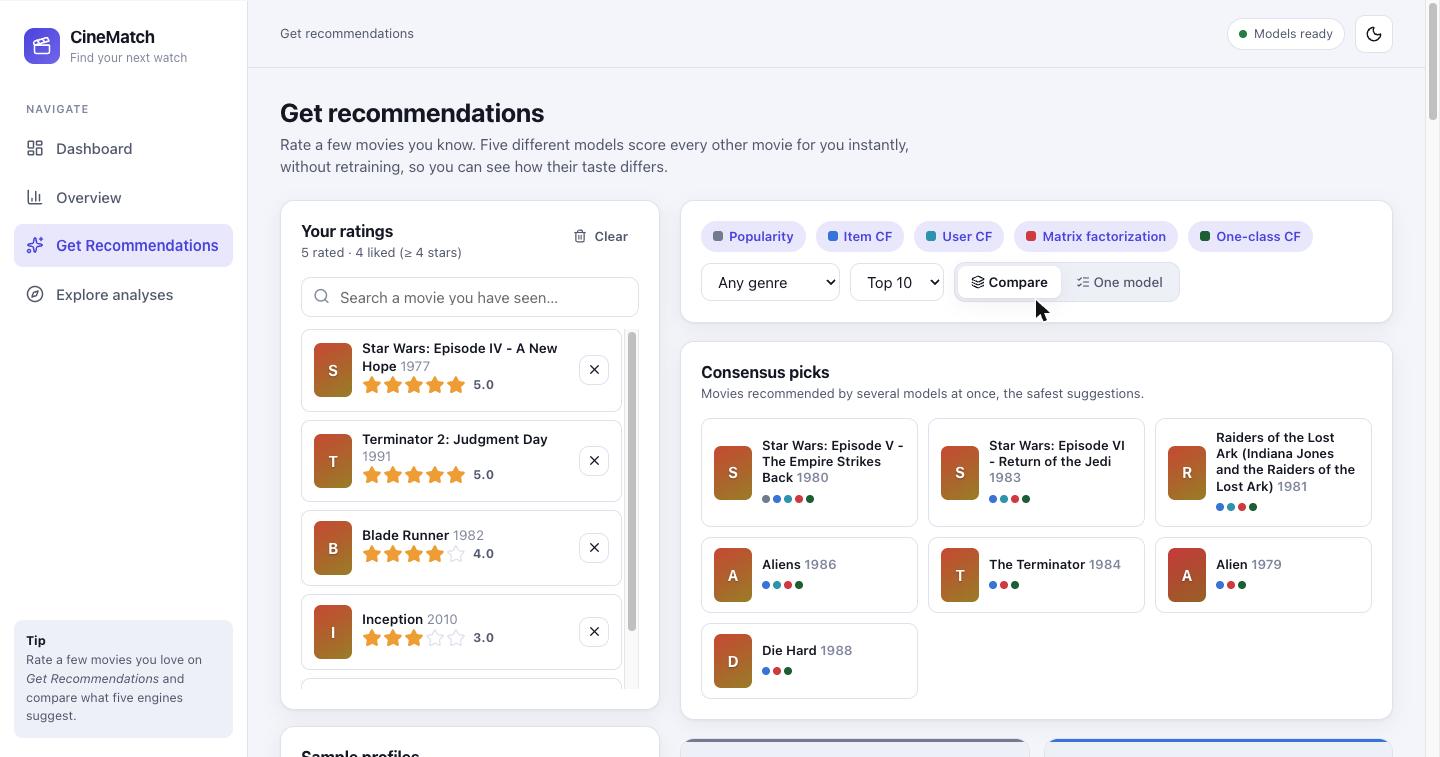 CineMatch
Find your next watch
NAVIGATE
Dashboard
Overview
Get Recommendations
Explore analyses
Tip
Rate a few movies you love on
Get Recommendations and
compare what five engines
suggest.
Get recommendations
Models ready
Get recommendations
Rate a few movies you know. Five different models score every other movie for you instantly,
without retraining, so you can see how their taste differs.
Your ratings
5 rated · 4 liked (≥ 4 stars)
Clear
Search a movie you have seen...
S
Star Wars: Episode IV - A New
Hope 1977
5.0
T
Terminator 2: Judgment Day
1991
5.0
B
Blade Runner 1982
4.0
I
Inception 2010
3.0
Sample profiles
Popularity
Item CF
User CF
Matrix factorization
One-class CF
Any genre
Top 10
Compare
One model
Consensus picks
Movies recommended by several models at once, the safest suggestions.
S
Star Wars: Episode V -
The Empire Strikes
Back 1980
S
Star Wars: Episode VI
- Return of the Jedi
1983
R
Raiders of the Lost
Ark (Indiana Jones
and the Raiders of the
Lost Ark) 1981
A
Aliens 1986
T
The Terminator 1984
A
Alien 1979
D
Die Hard 1988